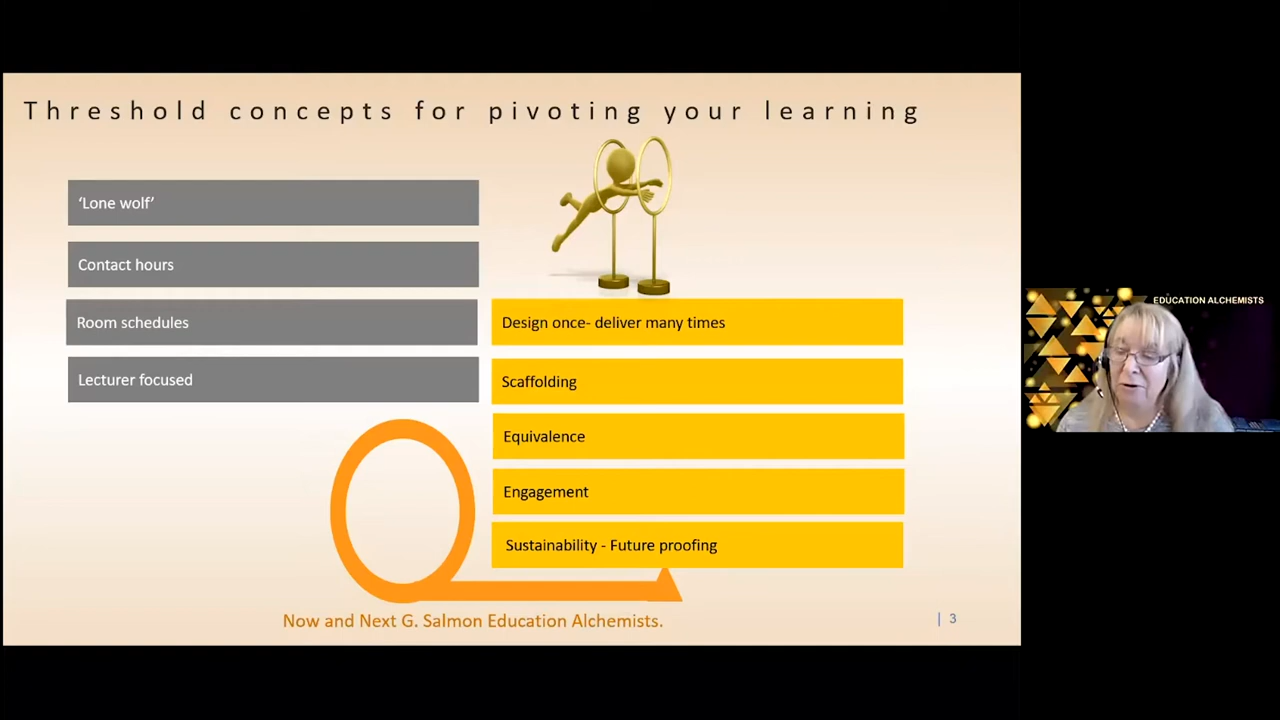 Threshold concepts for pivoting your learning
‘Lone wolf’
Contact hours
Room schedules
Lecturer focused
Design once- deliver many times
Scaffolding
Equivalence
Engagement
Sustainability - Future proofing
Now and Next G. Salmon Education Alchemists.
| 3
EDUCATION ALCHEMISTS